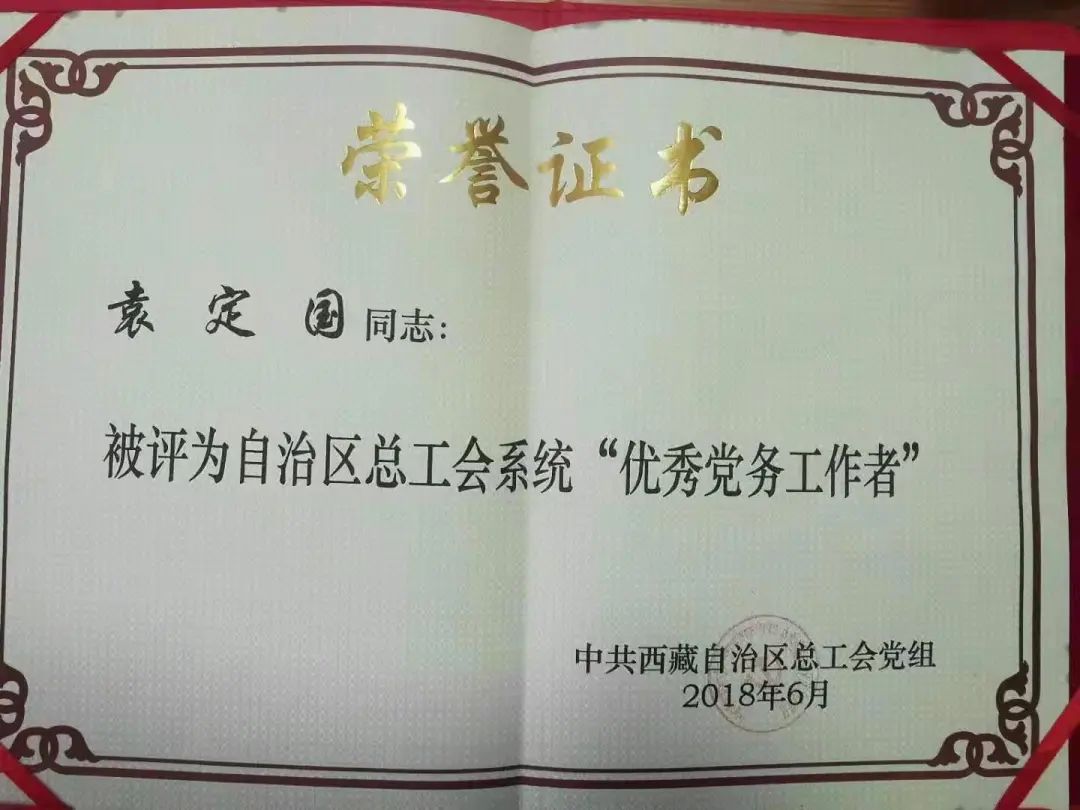 荣誉证书
袁定国同志：
被评为自治区总工会系统“优秀党务工作者”
中共西藏自治区总工会党组
2018年6月